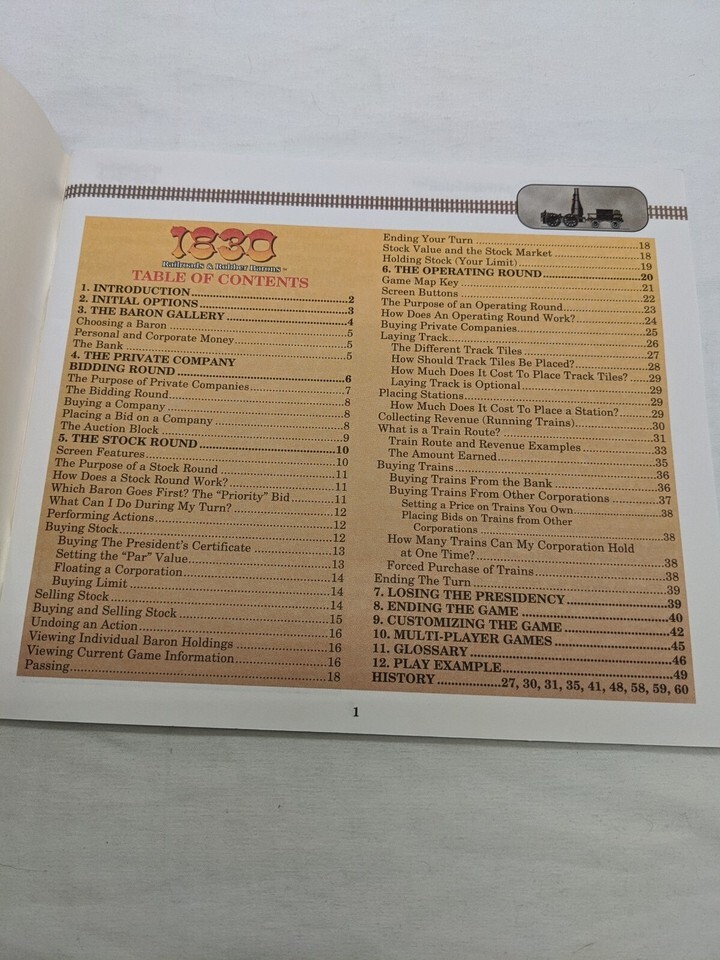 1830
Railroads & Robber Barons™
TABLE OF CONTENTS
1. INTRODUCTION..........2
2. INITIAL OPTIONS..........3
3. THE BARON GALLERY..........4
Choosing a Baron..........5
Personal and Corporate Money..........5
The Bank..........5
4. THE PRIVATE COMPANY
BIDDING ROUND..........6
The Purpose of Private Companies..........7
The Bidding Round..........8
Buying a Company..........8
Placing a Bid on a Company..........8
The Auction Block..........9
5. THE STOCK ROUND..........10
Screen Features..........10
The Purpose of a Stock Round..........11
How Does a Stock Round Work?..........11
Which Baron Goes First? The “Priority” Bid..........11
What Can I Do During My Turn?..........12
Performing Actions..........12
Buying Stock..........12
Buying The President's Certificate..........13
Setting the “Par” Value..........13
Floating a Corporation..........14
Buying Limit..........14
Selling Stock..........14
Buying and Selling Stock..........15
Undoing an Action..........16
Viewing Individual Baron Holdings..........16
Viewing Current Game Information..........16
Passing..........18
Ending Your Turn..........18
Stock Value and the Stock Market..........18
Holding Stock (Your Limit)..........19
6. THE OPERATING ROUND..........20
Game Map Key..........21
Screen Buttons..........22
The Purpose of an Operating Round..........23
How Does An Operating Round Work?..........24
Buying Private Companies..........25
Laying Track..........26
The Different Track Tiles..........27
How Should Track Tiles Be Placed?..........28
How Much Does It Cost To Place Track Tiles?..........29
Laying Track is Optional..........29
Placing Stations..........29
How Much Does It Cost To Place a Station?..........29
Collecting Revenue (Running Trains)..........30
What is a Train Route?..........31
Train Route and Revenue Examples..........33
The Amount Earned..........35
Buying Trains..........36
Buying Trains From the Bank..........36
Buying Trains From Other Corporations..........37
Setting a Price on Trains You Own..........38
Placing Bids on Trains from Other
Corporations..........38
How Many Trains Can My Corporation Hold
at One Time?..........38
Forced Purchase of Trains..........38
Ending The Turn..........39
7. LOSING THE PRESIDENCY..........39
8. ENDING THE GAME..........40
9. CUSTOMIZING THE GAME..........42
10. MULTI-PLAYER GAMES..........45
11. GLOSSARY..........46
12. PLAY EXAMPLE..........49
HISTORY..........27, 30, 31, 35, 41, 48, 58, 59, 60
1